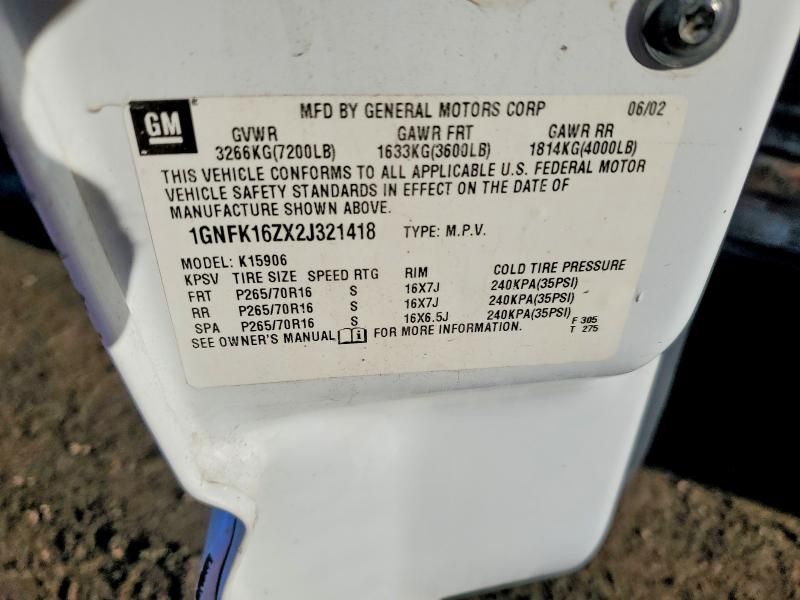 GM MFD BY GENERAL MOTORS CORP 06/02
GVWR GAWR FRT GAWR RR
3266KG(7200LB) 1633KG(3600LB) 1814KG(4000LB)
THIS VEHICLE CONFORMS TO ALL APPLICABLE U.S. FEDERAL MOTOR
VEHICLE SAFETY STANDARDS IN EFFECT ON THE DATE OF
MANUFACTURE SHOWN ABOVE.
1GNFK16ZX2J321418 TYPE: M.P.V.
MODEL: K15906
KPSV TIRE SIZE SPEED RTG RIM COLD TIRE PRESSURE
FRT P265/70R16 S 16X7J 240KPA(35PSI)
RR P265/70R16 S 16X7J 240KPA(35PSI)
SPA P265/70R16 S 16X6.5J 240KPA(35PSI)
SEE OWNER'S MANUAL i FOR MORE INFORMATION.
F 305
T 275